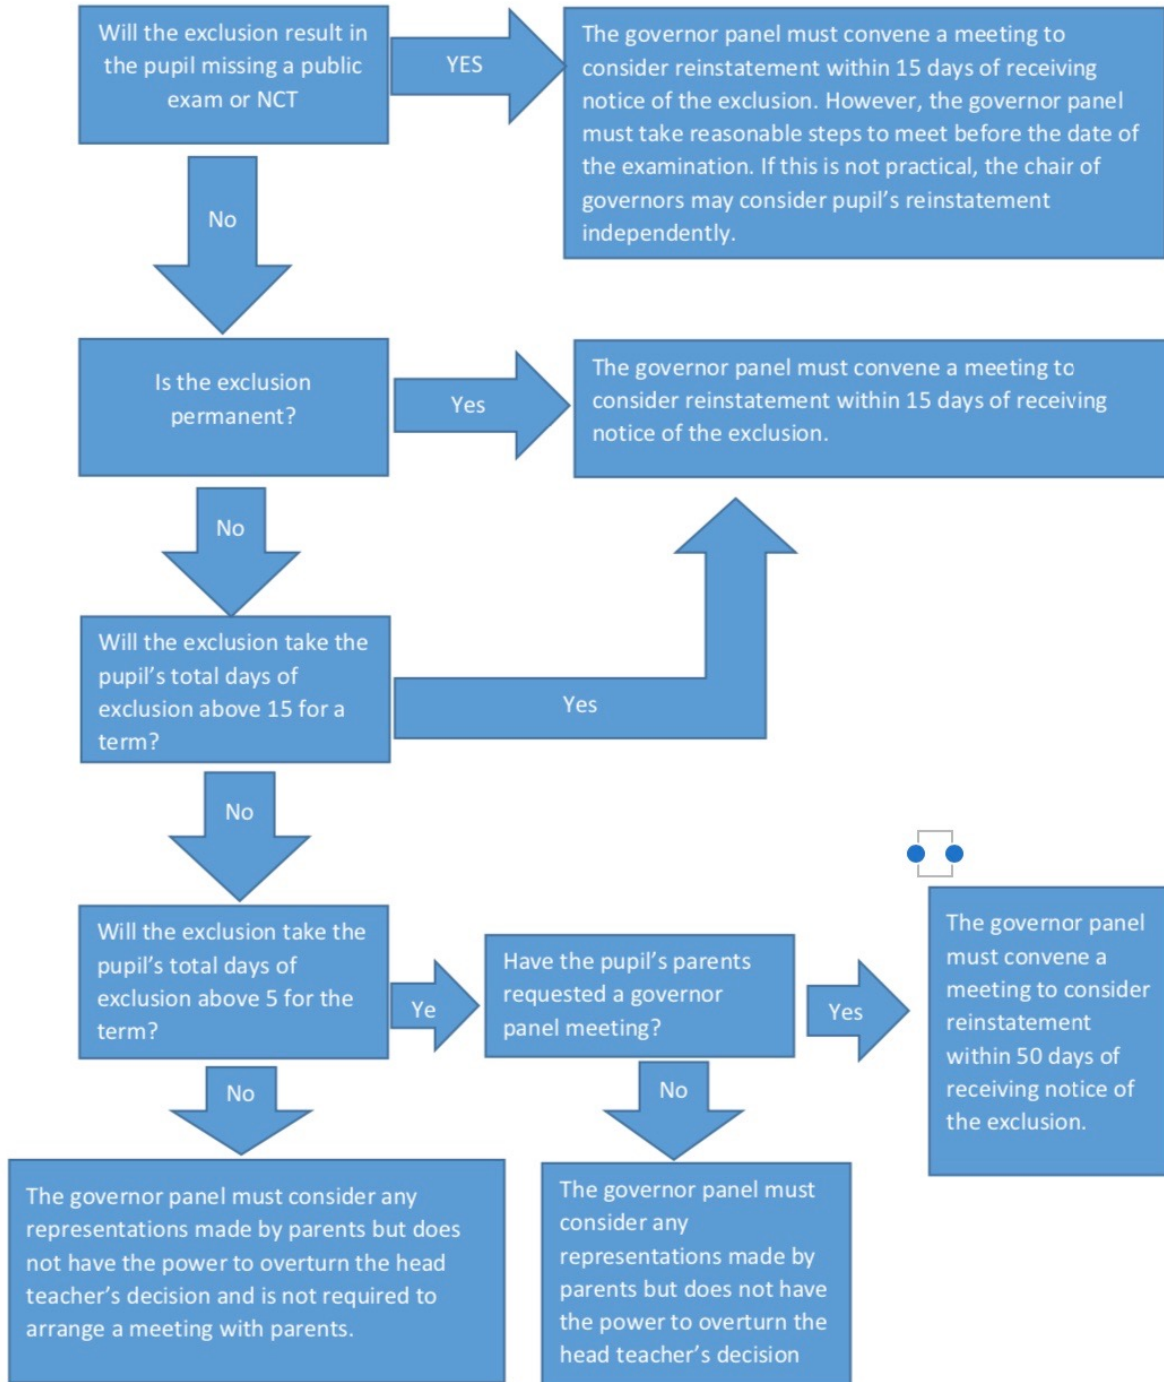 Will the exclusion result in
the pupil missing a public
exam or NCT
YES
The governor panel must convene a meeting to
consider reinstatement within 15 days of receiving
notice of the exclusion. However, the governor panel
must take reasonable steps to meet before the date of
the examination. If this is not practical, the chair of
governors may consider pupil’s reinstatement
independently.
No
Is the exclusion
permanent?
Yes
The governor panel must convene a meeting to
consider reinstatement within 15 days of receiving
notice of the exclusion.
No
Will the exclusion take the
pupil’s total days of
exclusion above 15 for a
term?
Yes
No
Will the exclusion take the
pupil’s total days of
exclusion above 5 for the
term?
Ye
Have the pupil’s parents
requested a governor
panel meeting?
Yes
The governor panel
must convene a
meeting to consider
reinstatement
within 50 days of
receiving notice of
the exclusion.
No
No
The governor panel must consider any
representations made by parents but does
not have the power to overturn the head
teacher’s decision and is not required to
arrange a meeting with parents.
The governor panel must
consider any
representations made by
parents but does not have
the power to overturn the
head teacher’s decision